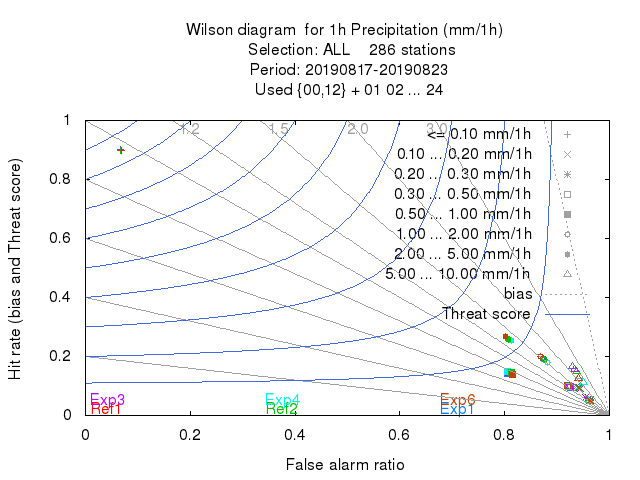 Wilson diagram  for 1h Precipitation (mm/1h)
Selection: ALL    286 stations
Period: 20190817-20190823
Used {00,12} + 01 02 ... 24
Hit rate (bias and Threat score)
1
0.8
0.6
0.4
0.2
0
1.2 1.5 2.0 3.0
<= 0.10 mm/1h
0.10 ... 0.20 mm/1h
0.20 ... 0.30 mm/1h
0.30 ... 0.50 mm/1h
0.50 ... 1.00 mm/1h
1.00 ... 2.00 mm/1h
2.00 ... 5.00 mm/1h
5.00 ... 10.00 mm/1h
bias
Threat score
Exp3 Exp4 Exp6
Ref1 Ref2 Exp1
0 0.2 0.4 0.6 0.8 1
False alarm ratio